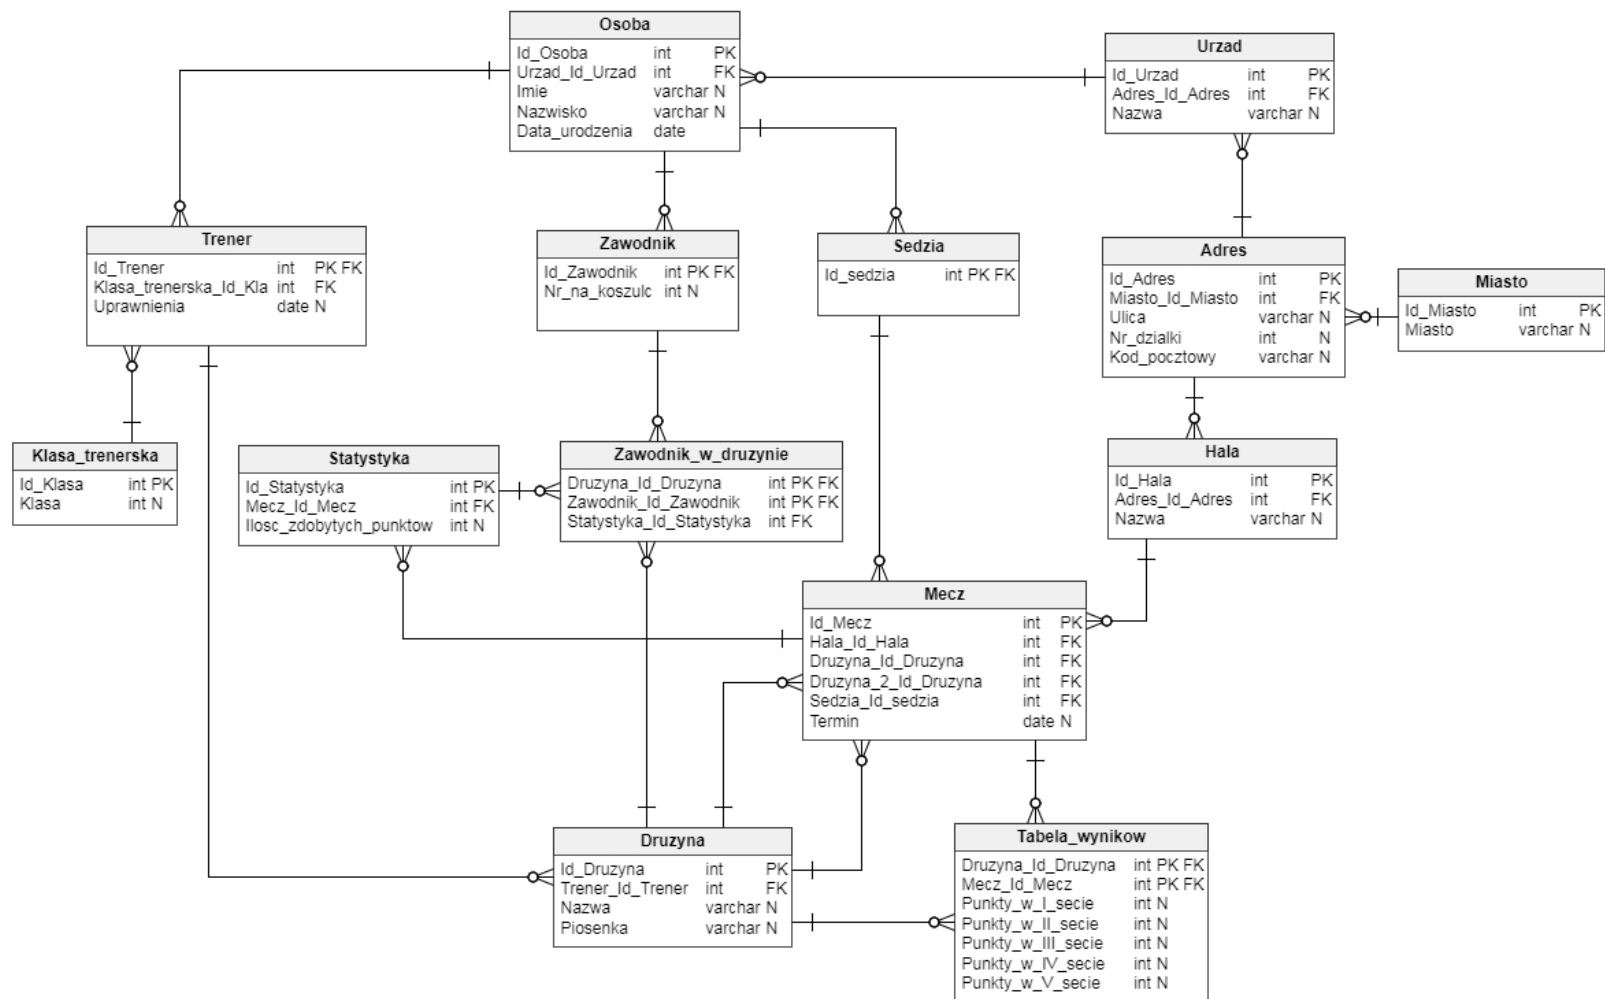 Osoba
Id_Osoba int PK
Urzad_Id_Urzad int FK
Imie varchar N
Nazwisko varchar N
Data_urodzenia date
Urzad
Id_Urzad int PK
Adres_Id_Adres int FK
Nazwa varchar N
Trener
Id_Trener int PK FK
Klasa_trenerska_Id_Kla int FK
Uprawnienia date N
Zawodnik
Id_Zawodnik int PK FK
Nr_na_koszulc int N
Sedzia
Id_sedzia int PK FK
Adres
Id_Adres int PK
Miasto_Id_Miasto int FK
Ulica varchar N
Nr_dzialki int N
Kod_pocztowy varchar N
Miasto
Id_Miasto int PK
Miasto varchar N
Klasa_trenerska
Id_Klasa int PK
Klasa int N
Statystyka
Id_Statystyka int PK
Mecz_Id_Mecz int FK
Ilosc_zdobytych_punktow int N
Zawodnik_w_druzynie
Druzyna_Id_Druzyna int PK FK
Zawodnik_Id_Zawodnik int PK FK
Statystyka_Id_Statystyka int FK
Hala
Id_Hala int PK
Adres_Id_Adres int FK
Nazwa varchar N
Mecz
Id_Mecz int PK
Hala_Id_Hala int FK
Druzyna_Id_Druzyna int FK
Druzyna_2_Id_Druzyna int FK
Sedzia_Id_sedzia int FK
Termin date N
Druzyna
Id_Druzyna int PK
Trener_Id_Trener int FK
Nazwa varchar N
Piosenka varchar N
Tabela_wynikow
Druzyna_Id_Druzyna int PK FK
Mecz_Id_Mecz int PK FK
Punkty_w_I_secie int N
Punkty_w_II_secie int N
Punkty_w_III_secie int N
Punkty_w_IV_secie int N
Punkty_w_V_secie int N